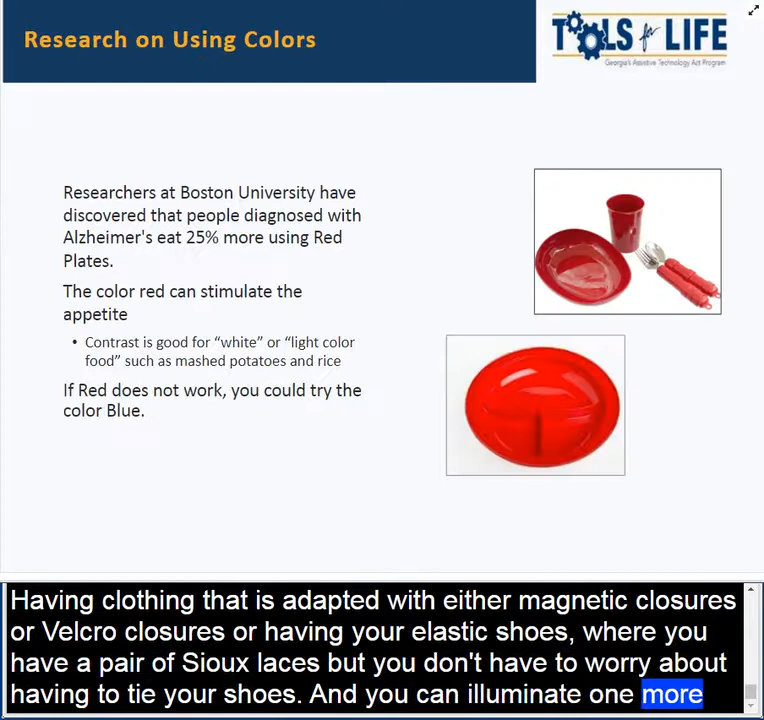 Research on Using Colors
TOOLS for LIFE
Georgia's Assistive Technology Act Program
Researchers at Boston University have
discovered that people diagnosed with
Alzheimer's eat 25% more using Red
Plates.
The color red can stimulate the
appetite
• Contrast is good for “white” or “light color
food” such as mashed potatoes and rice
If Red does not work, you could try the
color Blue.
Having clothing that is adapted with either magnetic closures
or Velcro closures or having your elastic shoes, where you
have a pair of Sioux laces but you don't have to worry about
having to tie your shoes. And you can illuminate one more